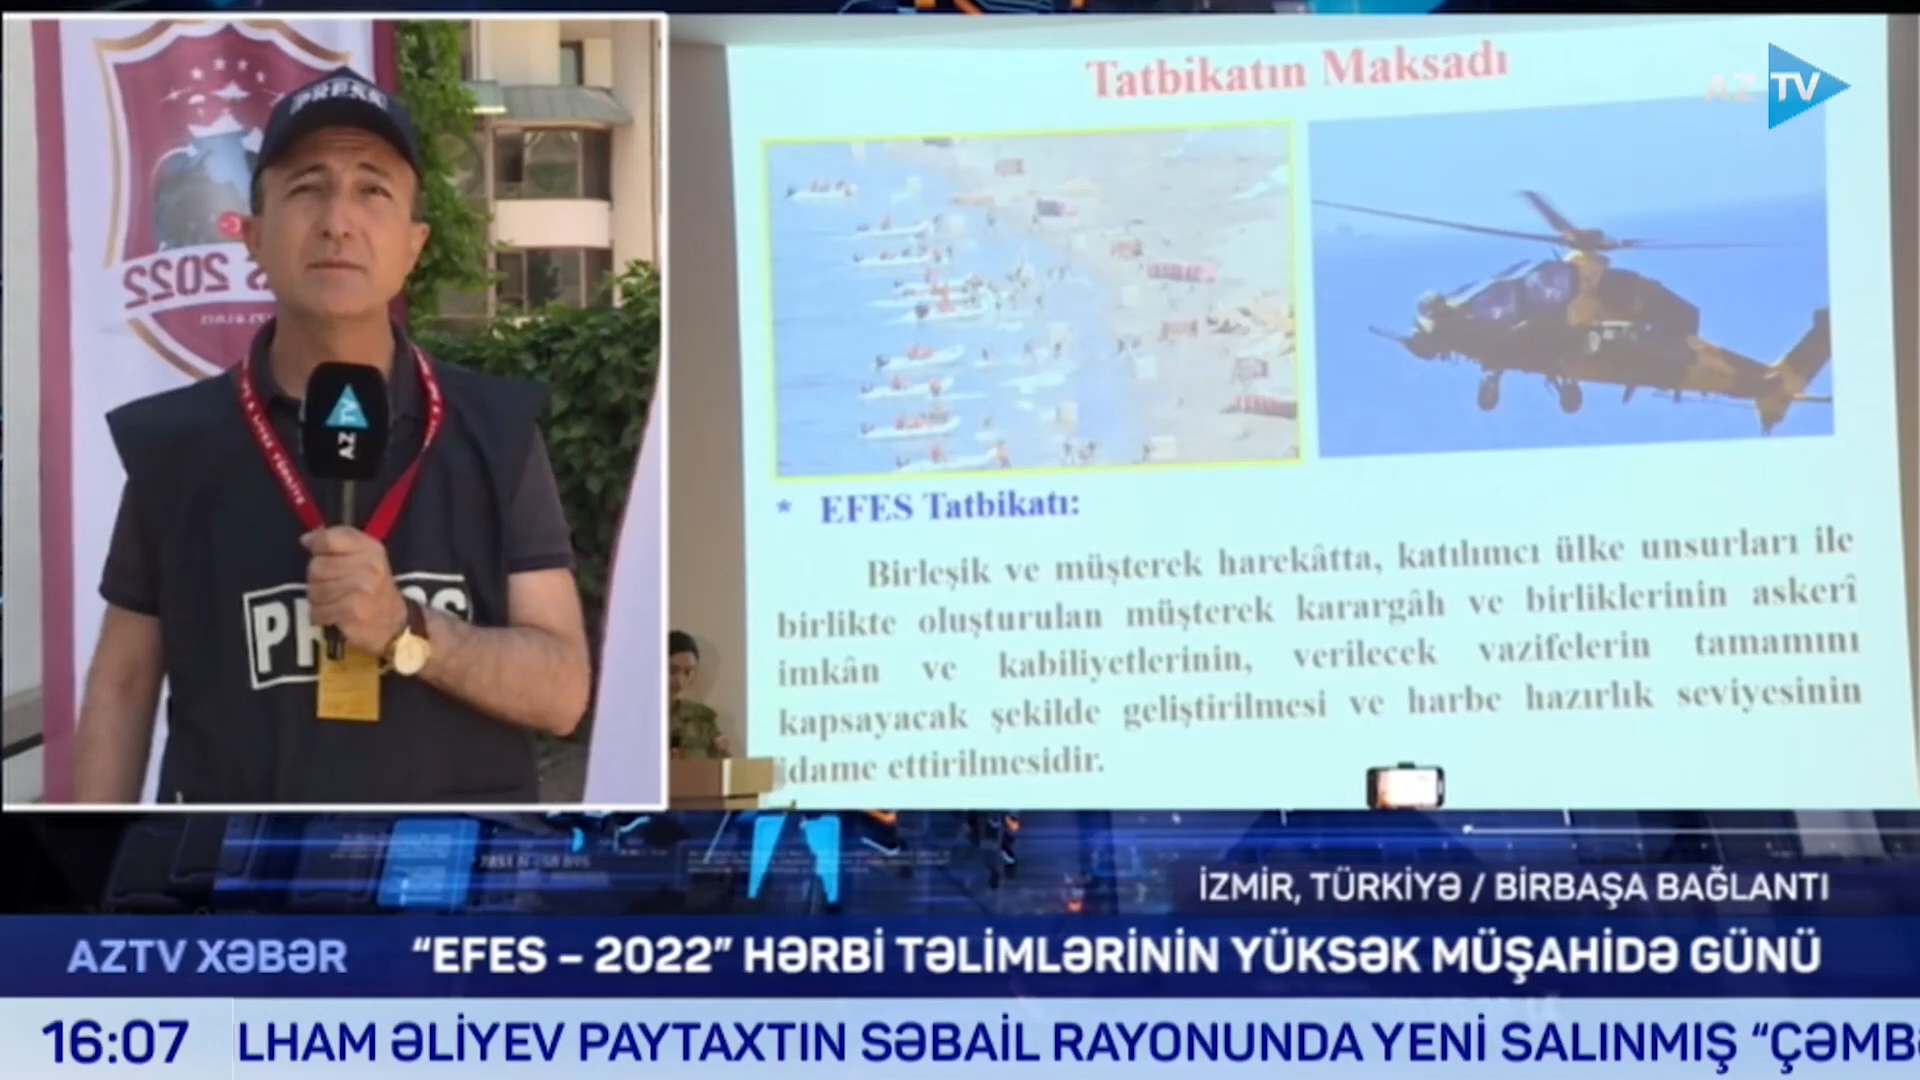 PRESS
2022
Tatbikatın Maksadı
AZTV
AZTV
* EFES Tatbikatı:
Birleşik ve müşterek harekâtta, katılımcı ülke unsurları ile
birlikte oluşturulan müşterek karargâh ve birliklerinin askerî
imkân ve kabiliyetlerinin, verilecek vazifelerin tamamını
kapsayacak şekilde geliştirilmesi ve harbe hazırlık seviyesinin
idame ettirilmesidir.
İZMİR, TÜRKİYƏ / BİRBAŞA BAĞLANTI
AZTV XƏBƏR “EFES – 2022” HƏRBİ TƏLİMLƏRİNİN YÜKSƏK MÜŞAHİDƏ GÜNÜ
16:07 LHAM ƏLİYEV PAYTAXTIN SƏBAİL RAYONUNDA YENİ SALINMIŞ “ÇƏMBƏ